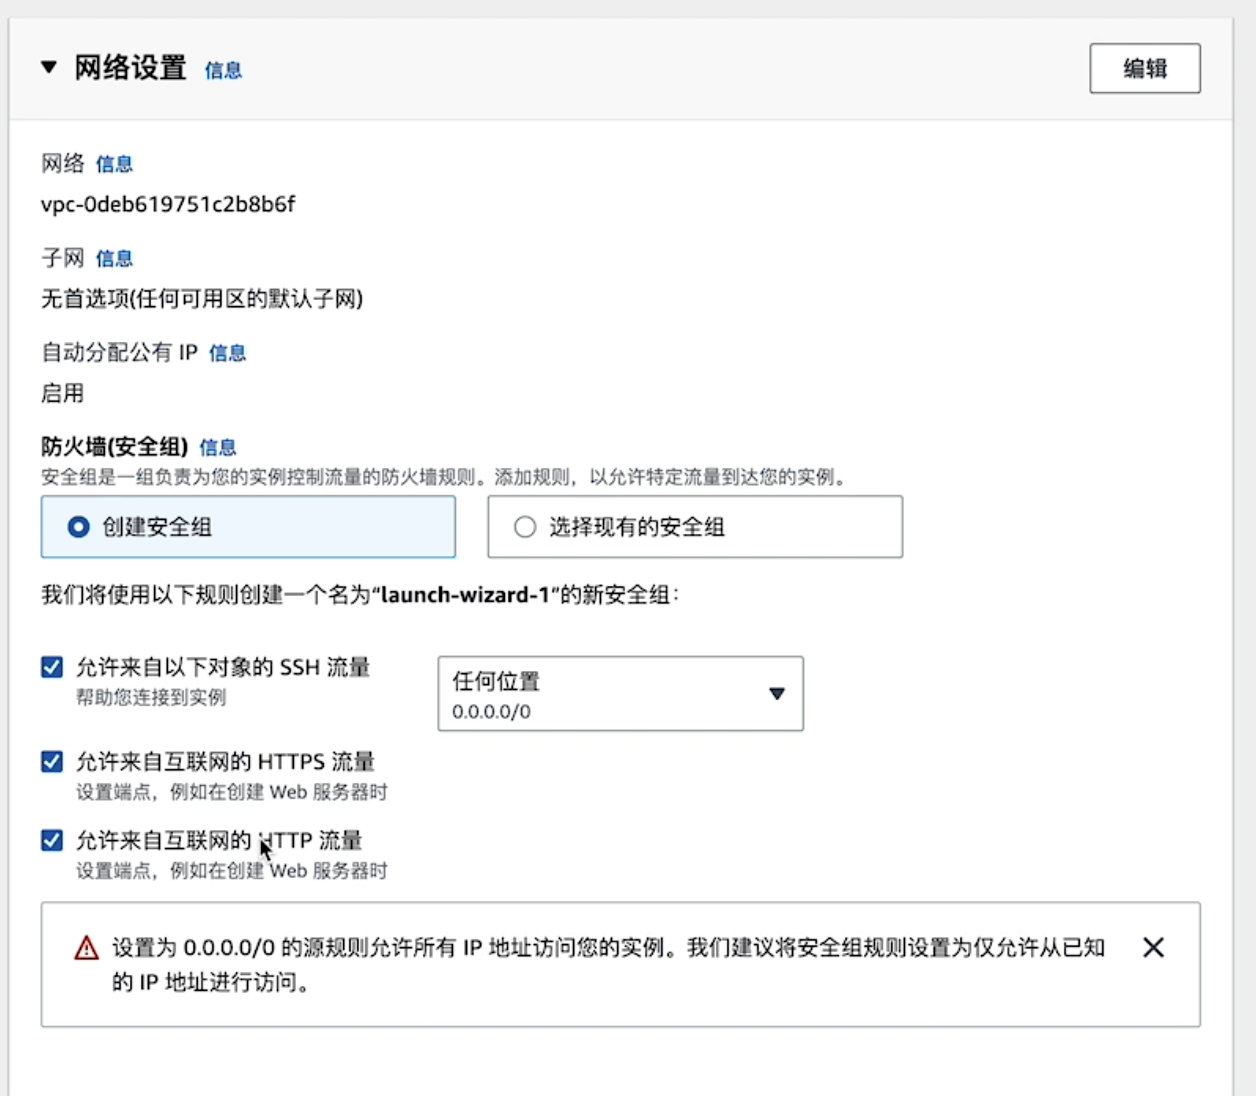 网络设置 信息
编辑
网络 信息
vpc-0deb619751c2b8b6f
子网 信息
无首选项(任何可用区的默认子网)
自动分配公有 IP 信息
启用
防火墙(安全组) 信息
安全组是一组负责为您的实例控制流量的防火墙规则。添加规则，以允许特定流量到达您的实例。
创建安全组
选择现有的安全组
我们将使用以下规则创建一个名为“launch-wizard-1”的新安全组：
允许来自以下对象的 SSH 流量
帮助您连接到实例
任何位置
0.0.0.0/0
允许来自互联网的 HTTPS 流量
设置端点，例如在创建 Web 服务器时
允许来自互联网的 HTTP 流量
设置端点，例如在创建 Web 服务器时
设置为 0.0.0.0/0 的源规则允许所有 IP 地址访问您的实例。我们建议将安全组规则设置为仅允许从已知
的 IP 地址进行访问。